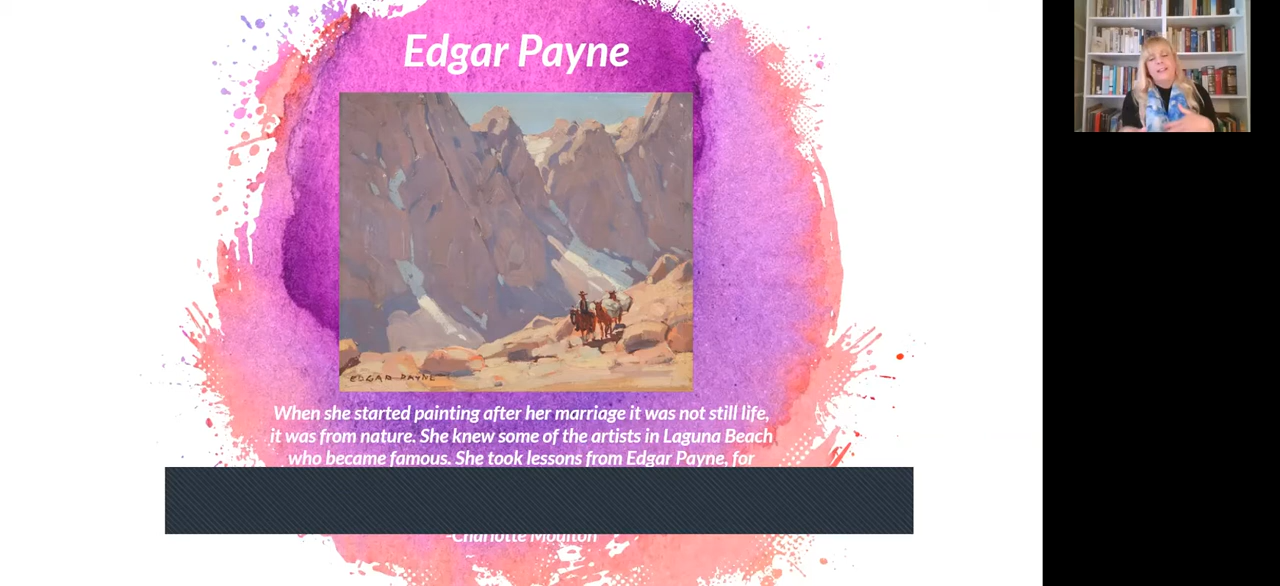 Edgar Payne
EDGAR PAYNE
When she started painting after her marriage it was not still life,
it was from nature. She knew some of the artists in Laguna Beach
who became famous. She took lessons from Edgar Payne, for
-Charlotte Moulton